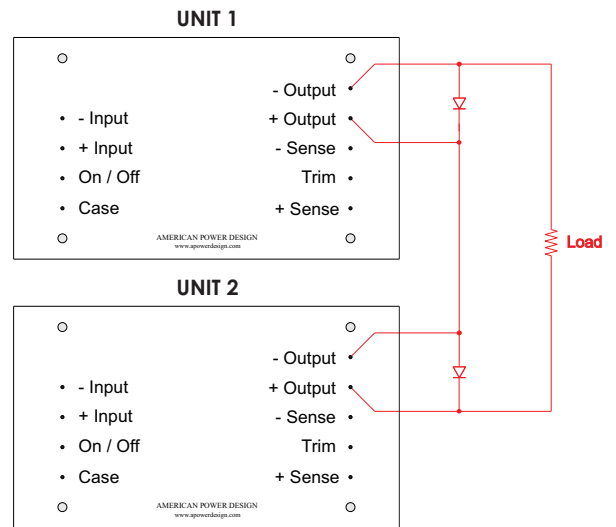 UNIT 1
- Output
- Input
+ Output
+ Input
- Sense
On / Off
Trim
Case
+ Sense
AMERICAN POWER DESIGN
www.apowerdesign.com
Load
UNIT 2
- Output
- Input
+ Output
+ Input
- Sense
On / Off
Trim
Case
+ Sense
AMERICAN POWER DESIGN
www.apowerdesign.com